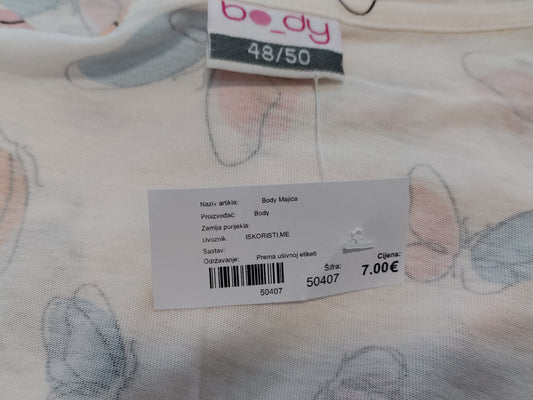 bo_dy
48/50
Naziv artikla: Body Majica
Proizvođač: Body
Zemlja porijekla:
Uvoznik: ISKORISTI.ME
Sastav:
Održavanje: Prema ušivnoj etiketi
Cijena:
Šifra: 7.00€
50407 50407